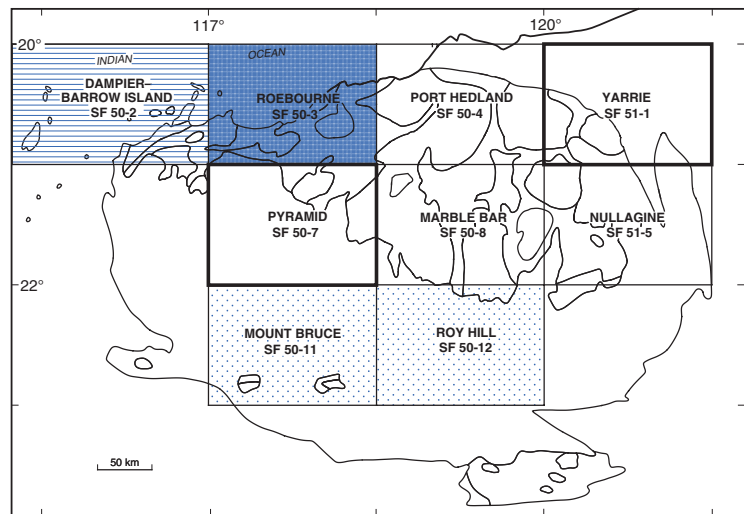 117°
120°
20°
INDIAN
OCEAN
DAMPIER–
BARROW ISLAND
SF 50-2
ROEBOURNE
SF 50-3
PORT HEDLAND
SF 50-4
YARRIE
SF 51-1
PYRAMID
SF 50-7
MARBLE BAR
SF 50-8
NULLAGINE
SF 51-5
22°
MOUNT BRUCE
SF 50-11
ROY HILL
SF 50-12
50 km